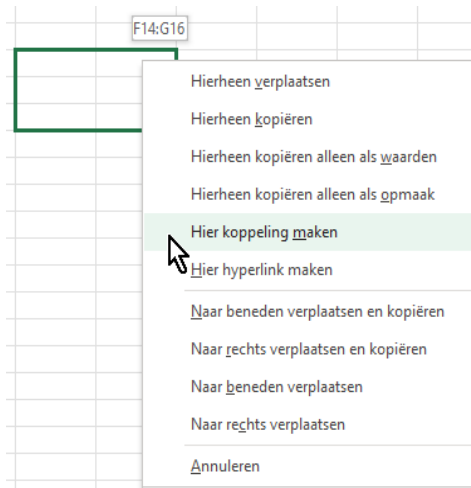 F14:G16
Hierheen verplaatsen
Hierheen kopiëren
Hierheen kopiëren alleen als waarden
Hierheen kopiëren alleen als opmaak
Hier koppeling maken
Hier hyperlink maken
Naar beneden verplaatsen en kopiëren
Naar rechts verplaatsen en kopiëren
Naar beneden verplaatsen
Naar rechts verplaatsen
Annuleren